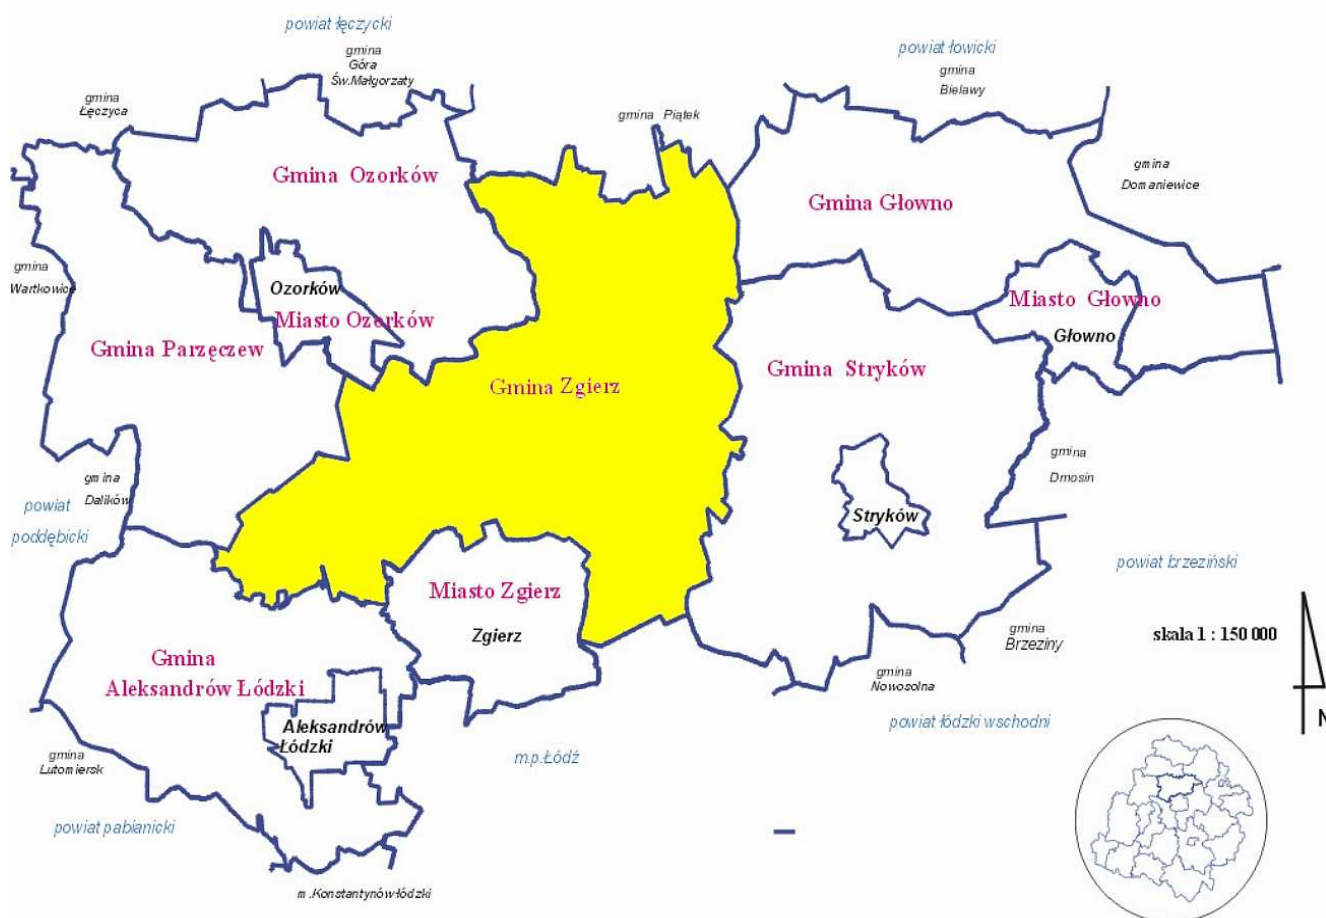 powiat łęczycki
gmina
Góra
Św.Małgorzaty
powiat łowicki
gmina
Bielawy
gmina
Łęczyca
gmina Piątek
gmina
Domaniewice
Gmina Ozorków
Gmina Głowno
gmina
Wartkowice
Ozorków
Miasto Ozorków
Miasto Głowno
Głowno
Gmina Parzęczew
Gmina Zgierz
Gmina Stryków
gmina
Dalików
gmina
Dmosin
powiat
poddębicki
Stryków
powiat brzeziński
Miasto Zgierz
Zgierz
gmina
Brzeziny
skala 1 : 150 000
N
Gmina
Aleksandrów Łódzki
gmina
Nowosolna
powiat łódzki wschodni
Aleksandrów
Łódzki
gmina
Lutomiersk
m.p.Łódź
powiat pabianicki
m.Konstantynów łódzki